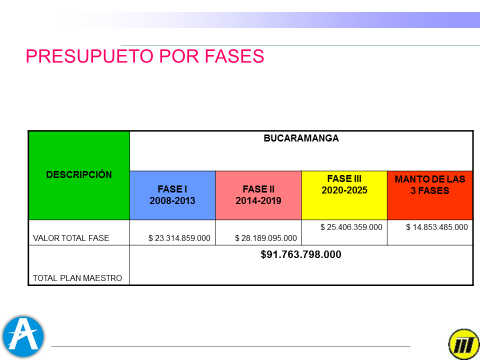 PRESUPUETO POR FASES
DESCRIPCIÓN
BUCARAMANGA
FASE I
2008-2013
FASE II
2014-2019
FASE III
2020-2025
MANTO DE LAS
3 FASES
VALOR TOTAL FASE
$ 23.314.859.000
$ 28.189.095.000
$ 25.406.359.000
$ 14.853.485.000
TOTAL PLAN MAESTRO
$91.763.798.000